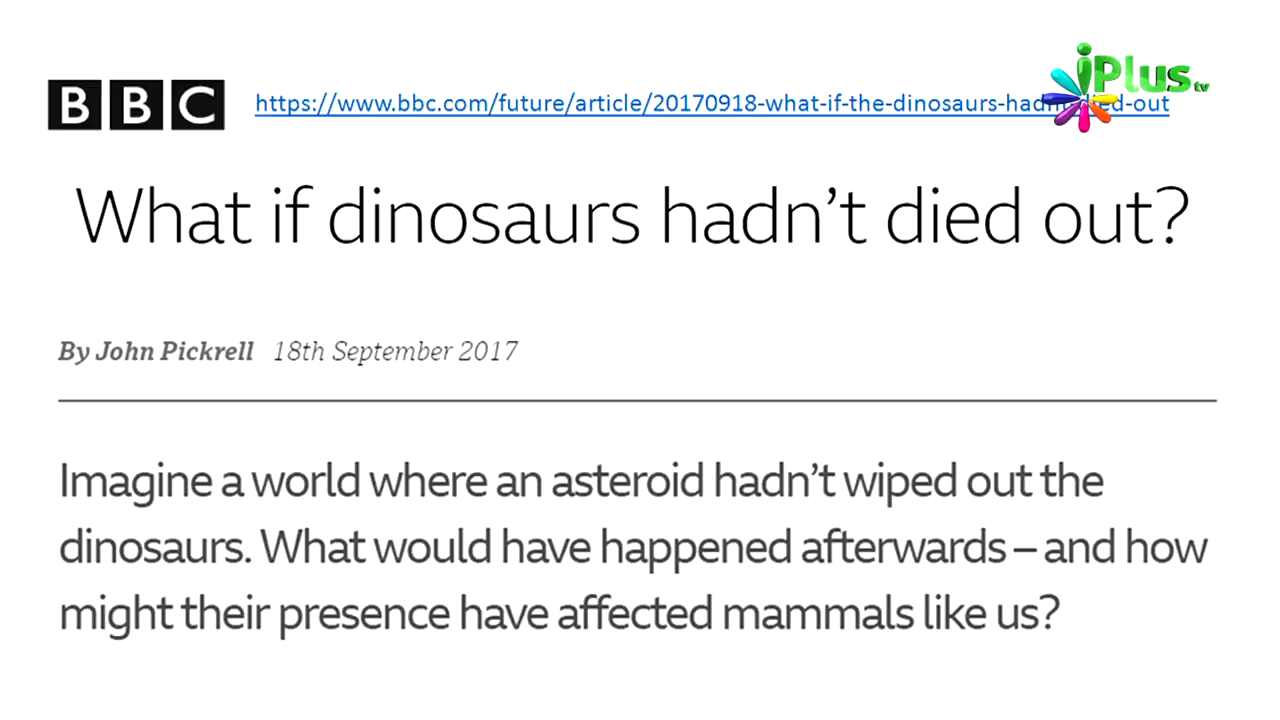 BBC
https://www.bbc.com/future/article/20170918-what-if-the-dinosaurs-hadnt-died-out
iPlus tv
What if dinosaurs hadn’t died out?
By John Pickrell 18th September 2017
Imagine a world where an asteroid hadn’t wiped out the
dinosaurs. What would have happened afterwards – and how
might their presence have affected mammals like us?